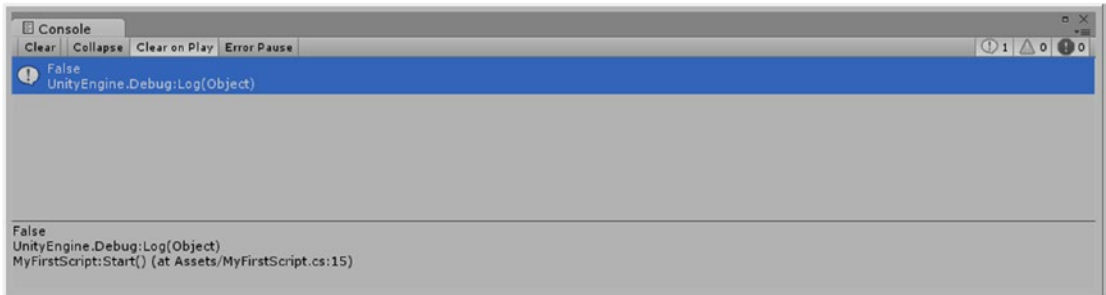 Console
Clear Collapse Clear on Play Error Pause 1 0 0
False
UnityEngine.Debug:Log(Object)
False
UnityEngine.Debug:Log(Object)
MyFirstScript:Start() (at Assets/MyFirstScript.cs:15)